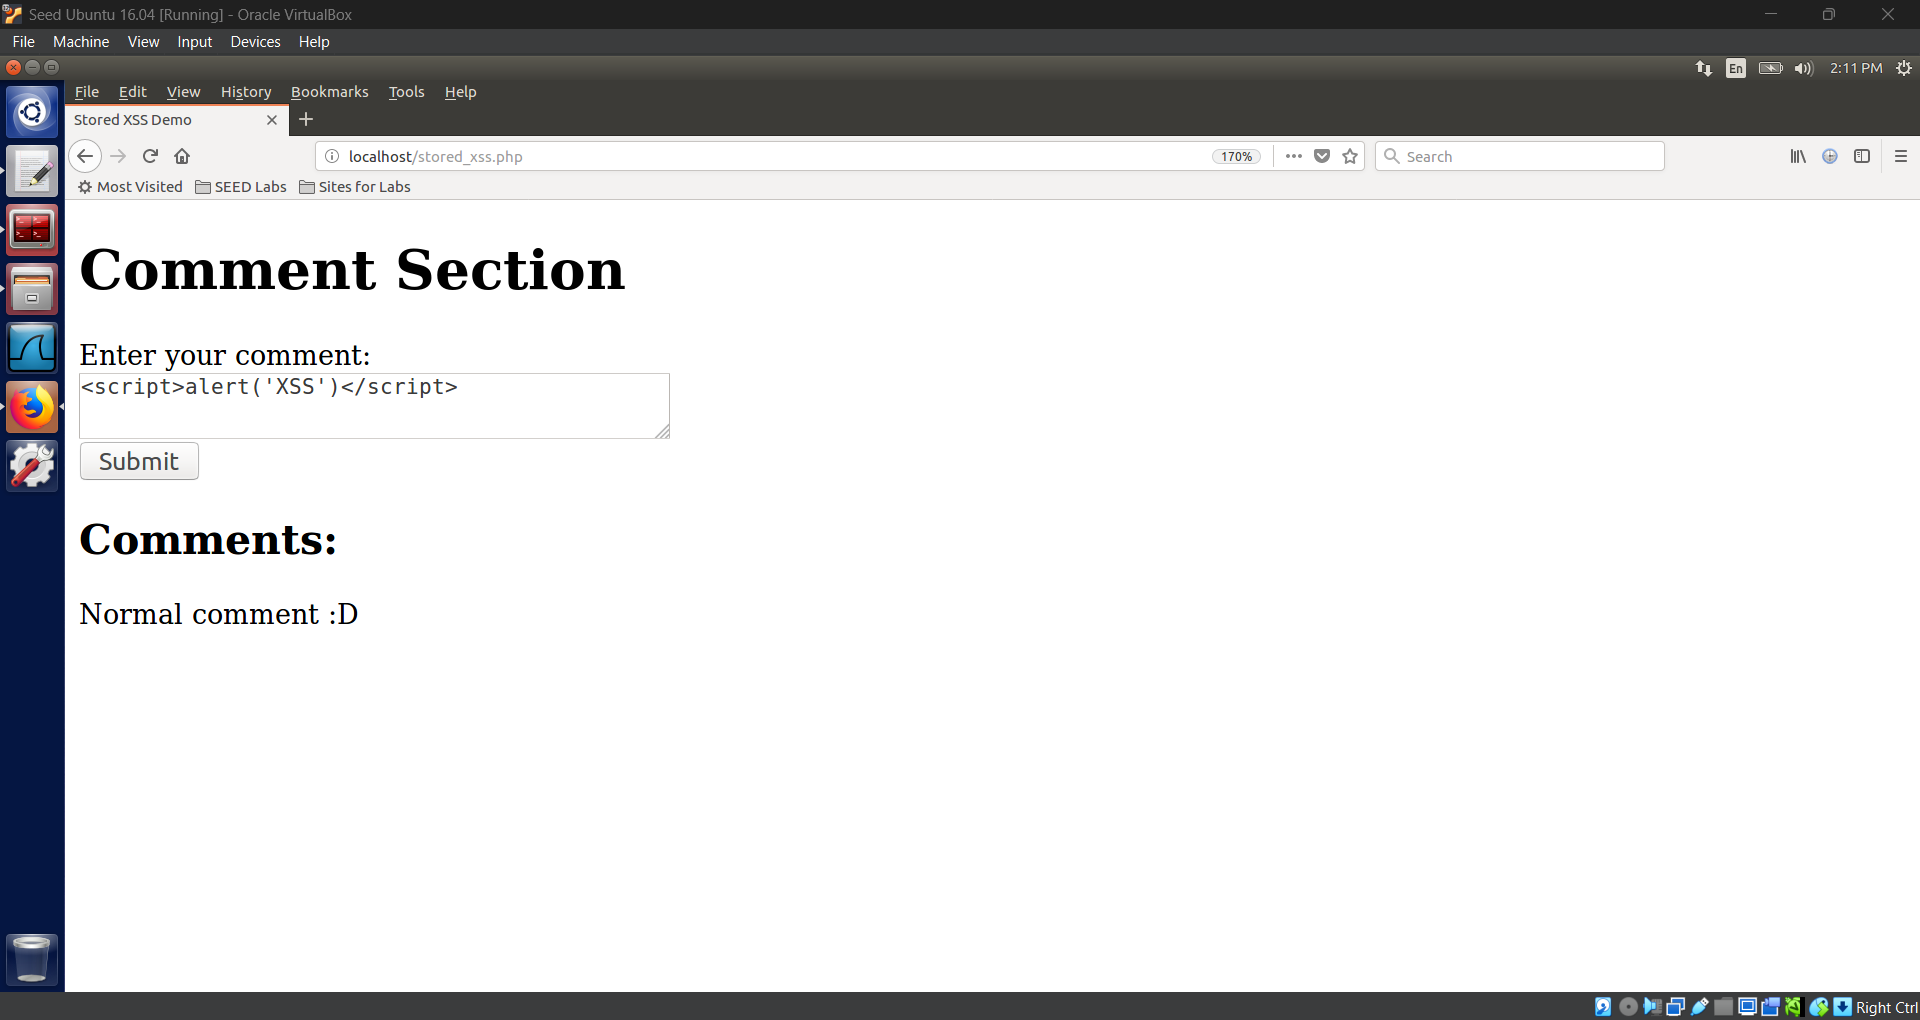 Seed Ubuntu 16.04 [Running] - Oracle VirtualBox
File Machine View Input Devices Help
En 2:11 PM
File Edit View History Bookmarks Tools Help
Stored XSS Demo
localhost/stored_xss.php 170% Search
Most Visited SEED Labs Sites for Labs
Comment Section
Enter your comment:
<script>alert('XSS')</script>
Submit
Comments:
Normal comment :D
Right Ctrl